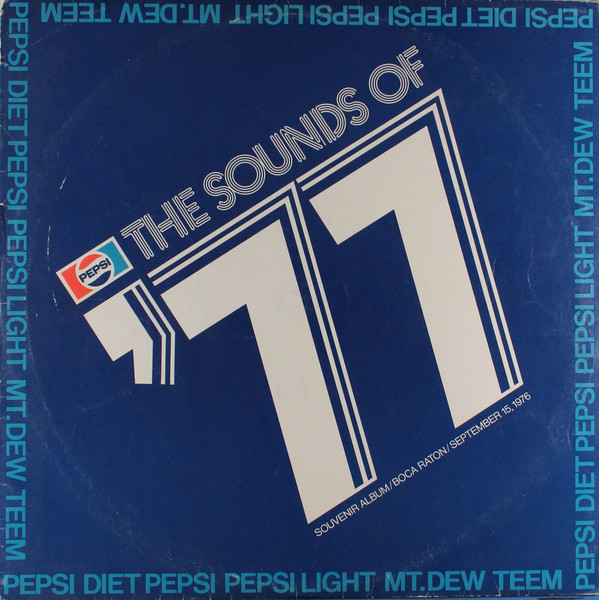 PEPSI DIET PEPSI PEPSI LIGHT MT.DEW TEEM
PEPSI DIET PEPSI PEPSI LIGHT MT.DEW TEEM
THE SOUNDS OF
PEPSI
'77
SOUVENIR ALBUM/BOCA RATON/SEPTEMBER 15, 1976
PEPSI DIET PEPSI PEPSI LIGHT MT.DEW TEEM
PEPSI DIET PEPSI PEPSI LIGHT MT.DEW TEEM